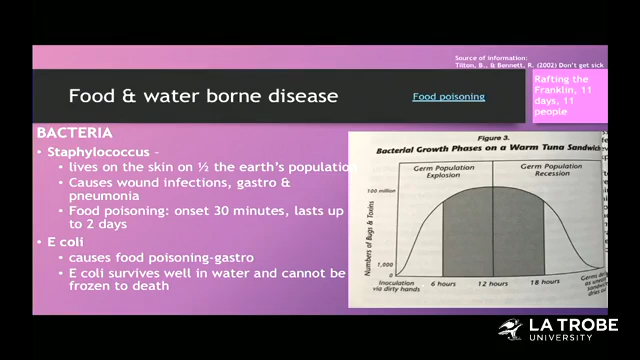 Source of information:
Tilton, B., & Bennett, R. (2002) Don't get sick
Food & water borne disease
Food poisoning
Rafting the
Franklin, 11
days, 11
people
BACTERIA
• Staphylococcus –
• lives on the skin on ½ the earth's population
• Causes wound infections, gastro &
pneumonia
• Food poisoning: onset 30 minutes, lasts up
to 2 days
• E coli
• causes food poisoning-gastro
• E coli survives well in water and cannot be
frozen to death
Figure 3.
Bacterial Growth Phases on a Warm Tuna Sandwich
Germ Population
Explosion
Germ Population
Recession
Numbers of Bugs & Toxins
100 million
1,000
0
Inoculation
via dirty hands
6 hours
12 hours
18 hours
Germs
LA TROBE
UNIVERSITY